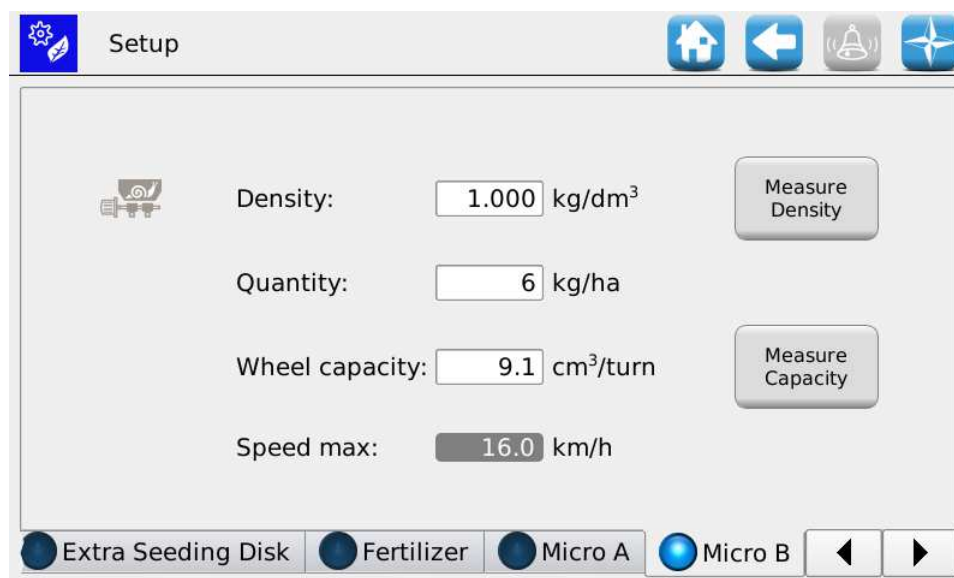 Setup
Density: 1.000 kg/dm³
Measure
Density
Quantity: 6 kg/ha
Wheel capacity: 9.1 cm³/turn
Measure
Capacity
Speed max: 16.0 km/h
Extra Seeding Disk Fertilizer Micro A Micro B